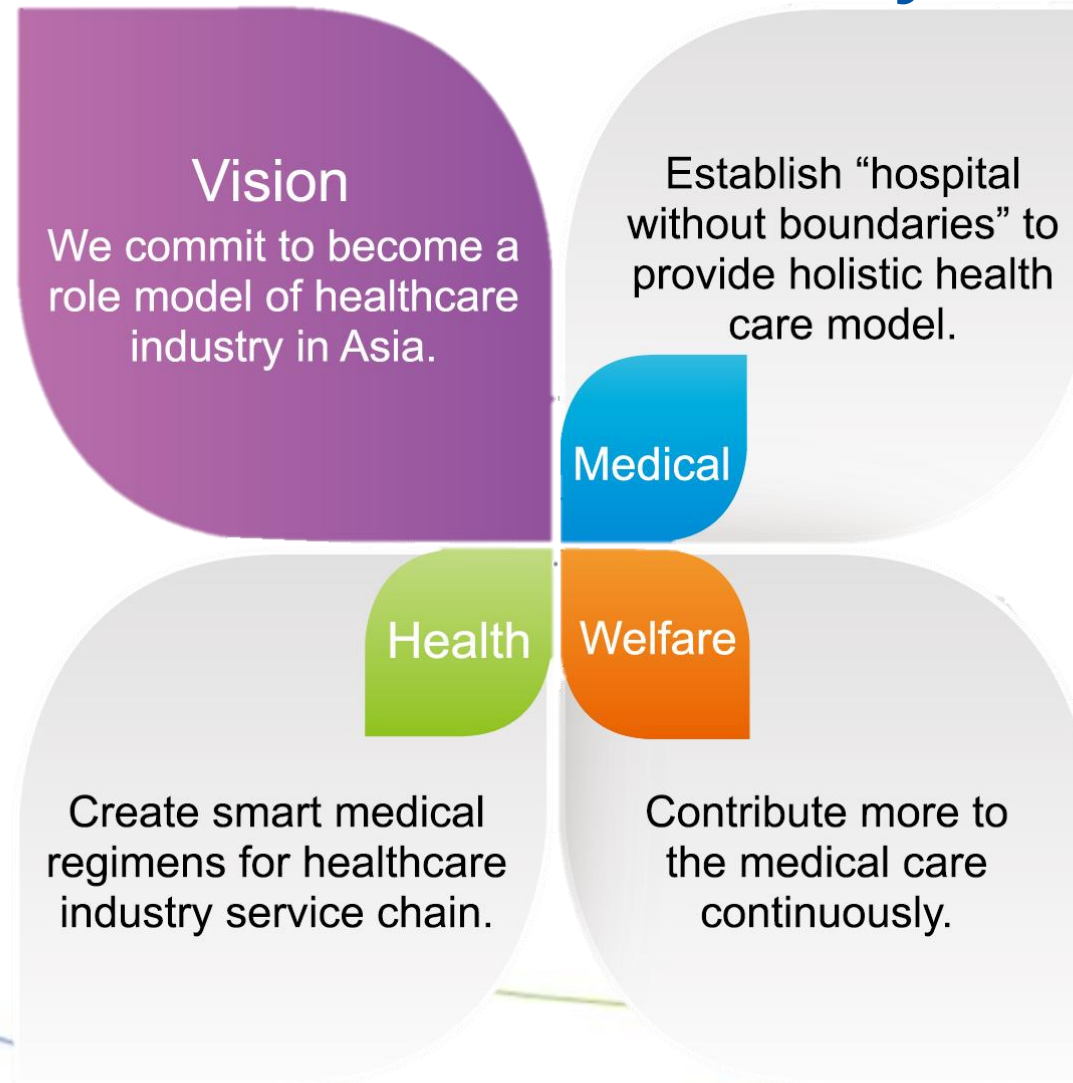 Vision
We commit to become a
role model of healthcare
industry in Asia.
Establish “hospital
without boundaries” to
provide holistic health
care model.
Medical
Health
Welfare
Create smart medical
regimens for healthcare
industry service chain.
Contribute more to
the medical care
continuously.